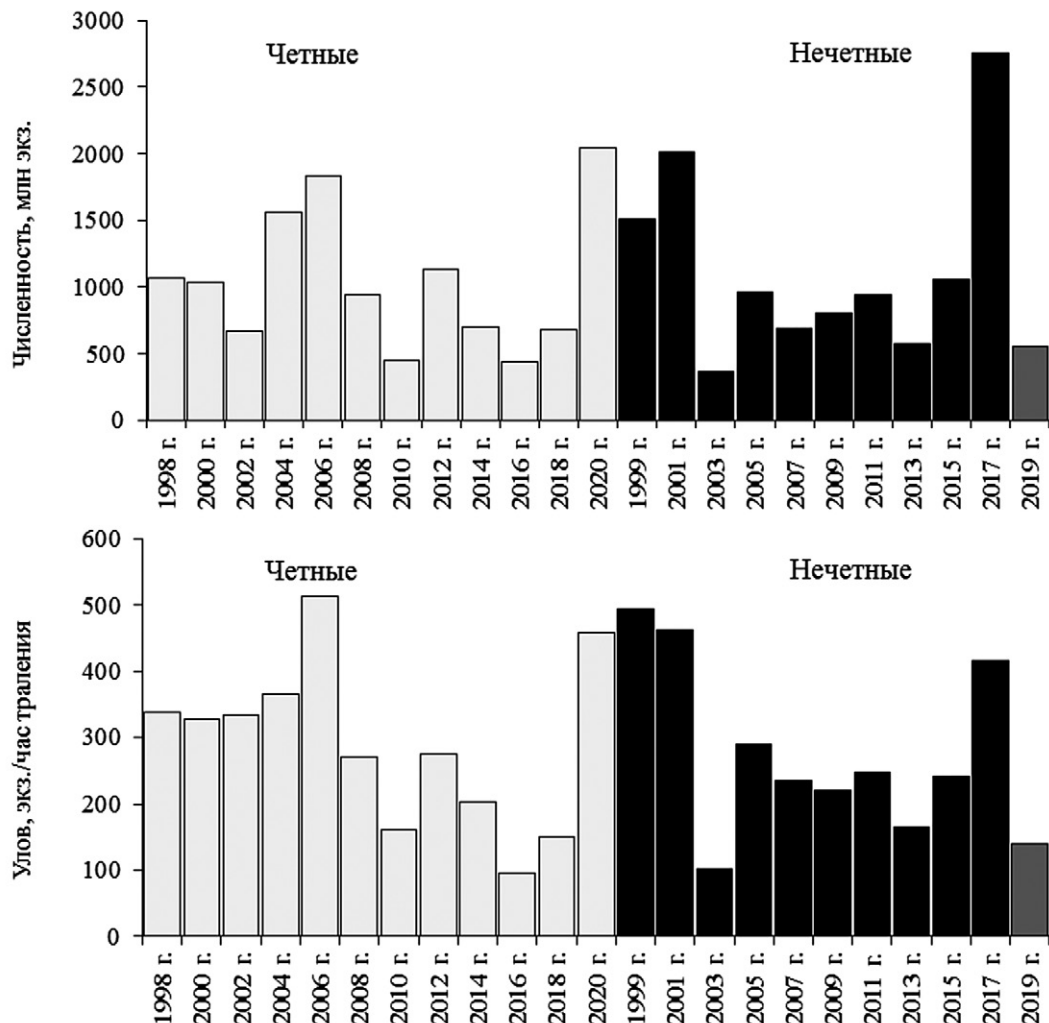 Численность, млн экз.
3000
2500
2000
1500
1000
500
0
Четные
Нечетные
1998 г.
2000 г.
2002 г.
2004 г.
2006 г.
2008 г.
2010 г.
2012 г.
2014 г.
2016 г.
2018 г.
2020 г.
1999 г.
2001 г.
2003 г.
2005 г.
2007 г.
2009 г.
2011 г.
2013 г.
2015 г.
2017 г.
2019 г.
Улов, экз./час траления
600
500
400
300
200
100
0
Четные
Нечетные
1998 г.
2000 г.
2002 г.
2004 г.
2006 г.
2008 г.
2010 г.
2012 г.
2014 г.
2016 г.
2018 г.
2020 г.
1999 г.
2001 г.
2003 г.
2005 г.
2007 г.
2009 г.
2011 г.
2013 г.
2015 г.
2017 г.
2019 г.